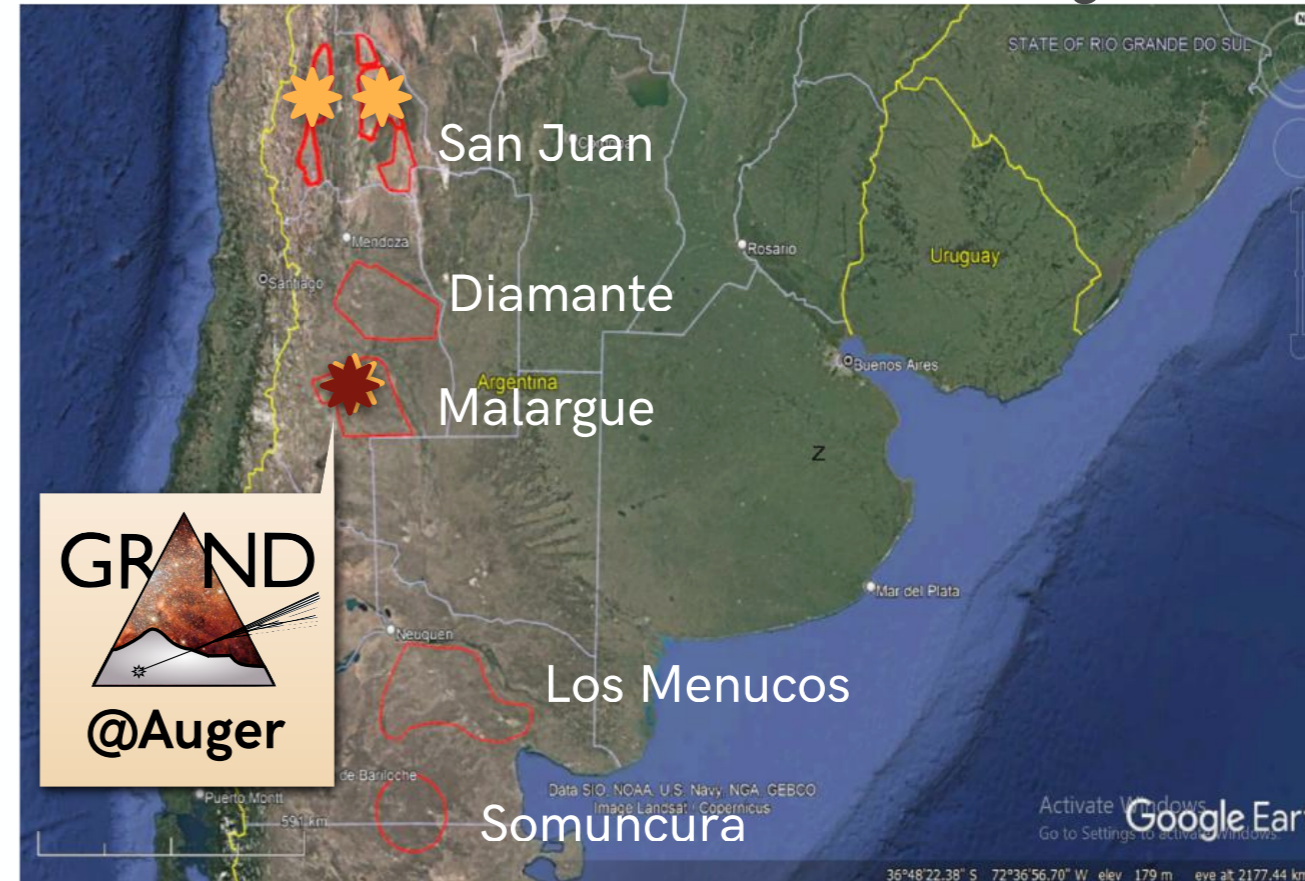 STATE OF RIO GRANDE DO SUL
San Juan
Mendoza
Rosario
Uruguay
Santiago
Diamante
Buenos Aires
Argentina
Malargue
Z
GRAND
@Auger
Mar del Plata
Neuquen
Los Menucos
de Bariloche
Puerto Montt
591 km
Data SIO, NOAA, U.S. Navy, NGA, GEBCO
Image Landsat / Copernicus
Somuncura
Activate Windows
Go to Settings to activate Windows.
Google Ear
36°48'22.38" S 72°36'56.70" W elev 179 m eye alt 2177.44 km